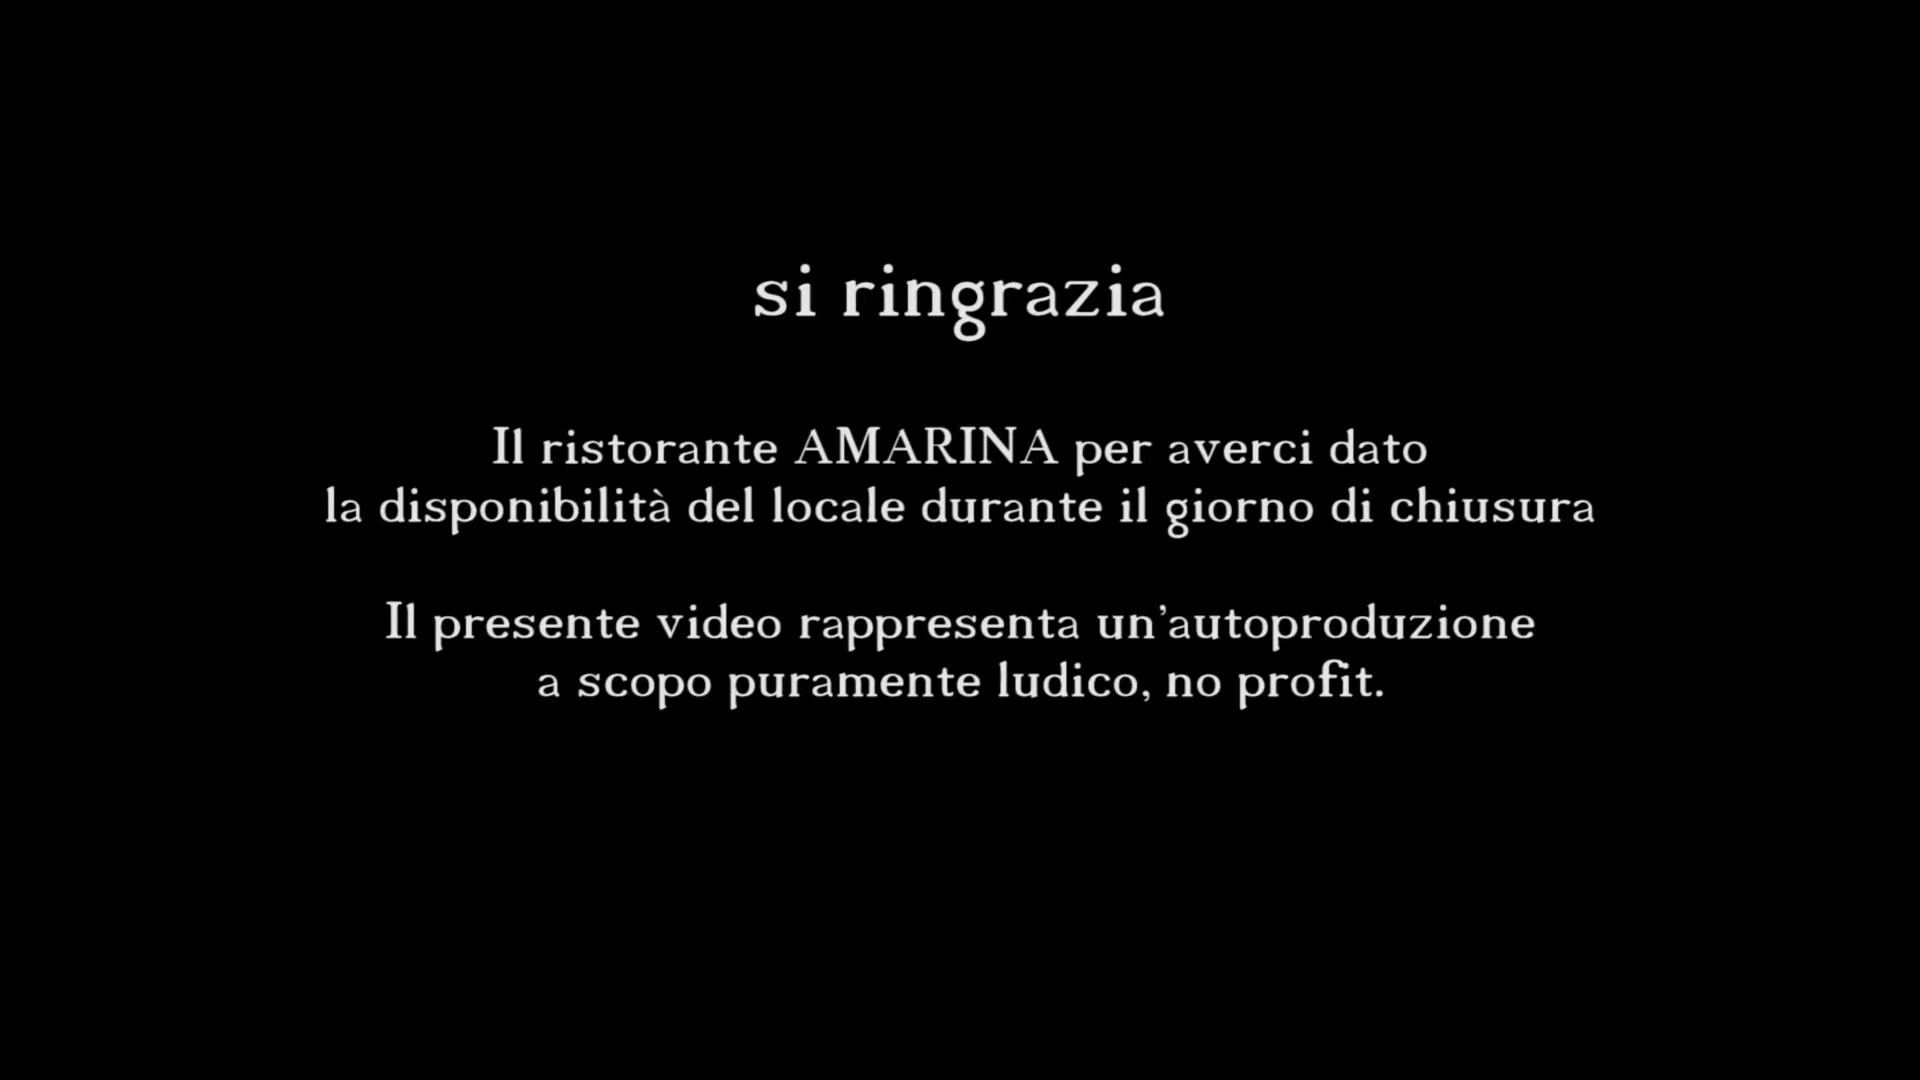 si ringrazia
Il ristorante AMARINA per averci dato
la disponibilità del locale durante il giorno di chiusura
Il presente video rappresenta un’autoproduzione
a scopo puramente ludico, no profit.